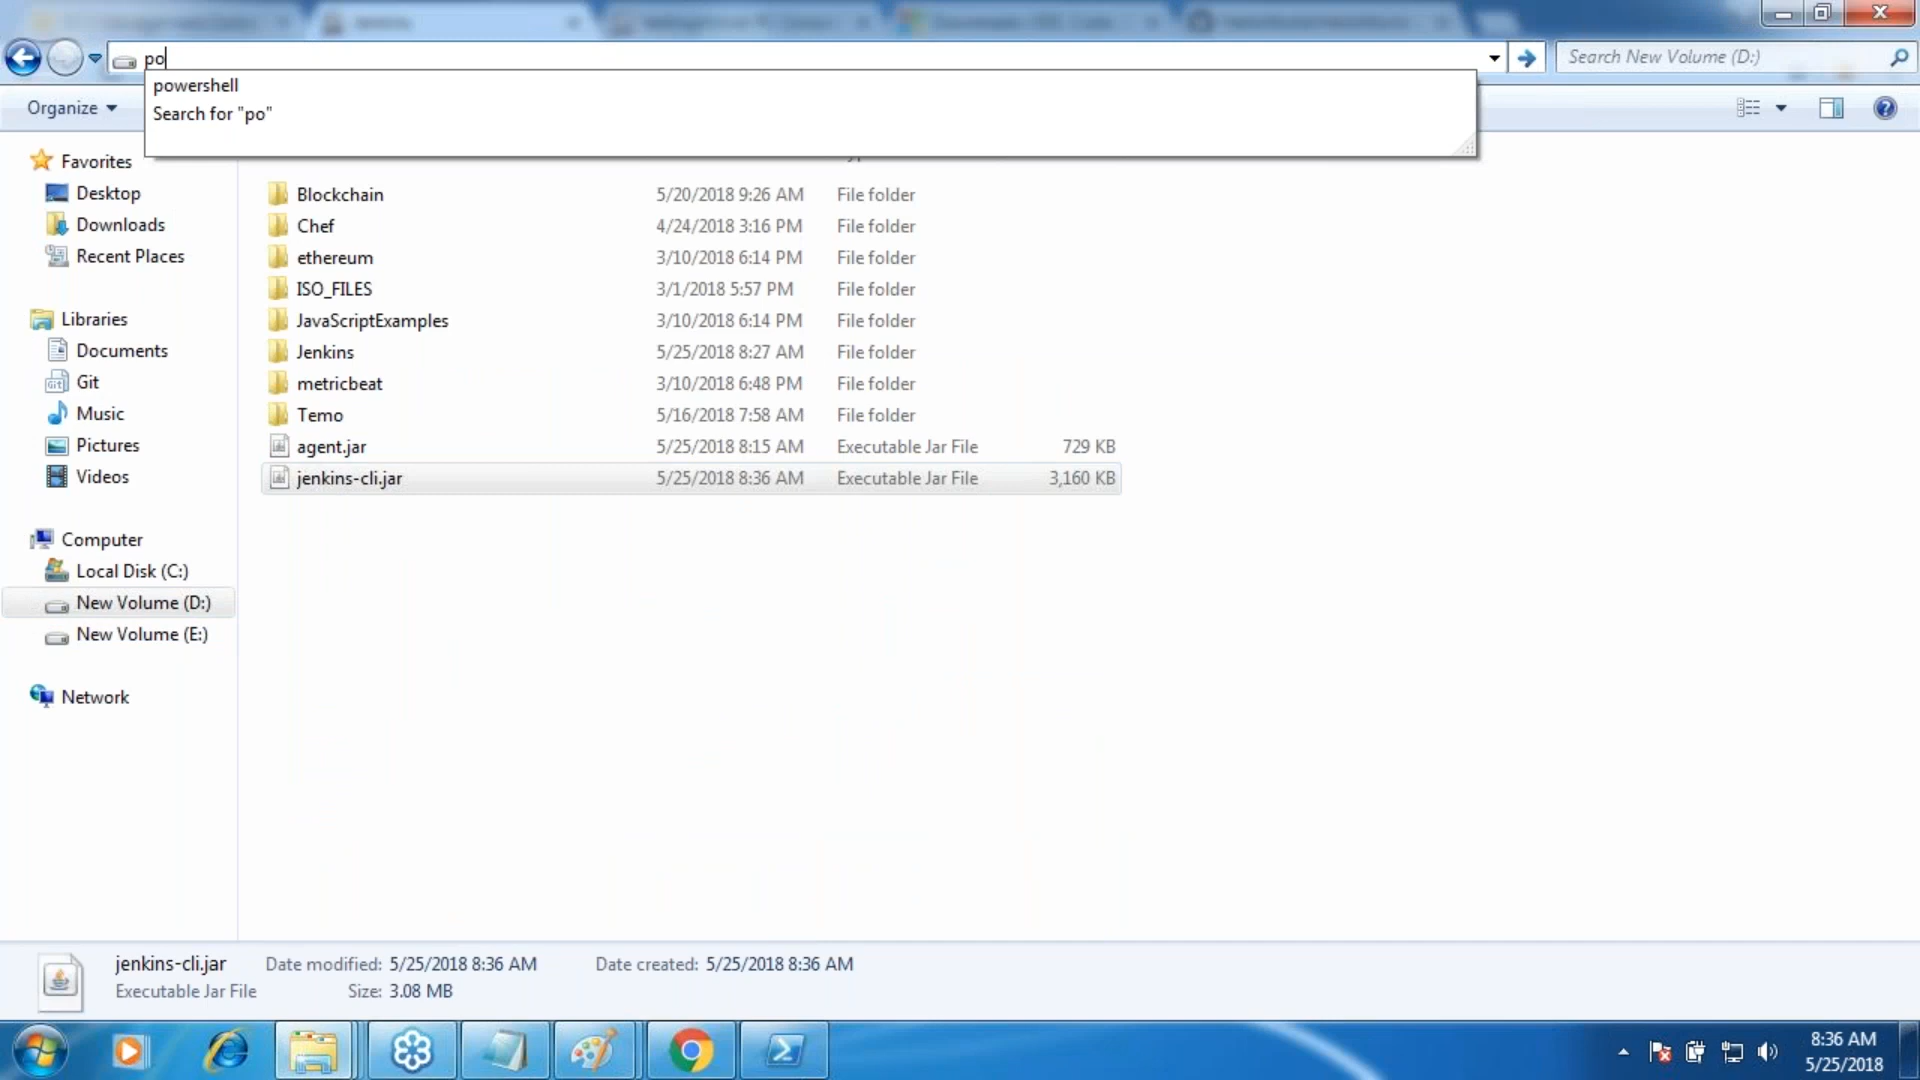 po
Search New Volume (D:)
powershell
Search for "po"
Organize
Favorites
Desktop
Downloads
Recent Places
Libraries
Documents
Git
Music
Pictures
Videos
Computer
Local Disk (C:)
New Volume (D:)
New Volume (E:)
Network
Blockchain 5/20/2018 9:26 AM File folder
Chef 4/24/2018 3:16 PM File folder
ethereum 3/10/2018 6:14 PM File folder
ISO_FILES 3/1/2018 5:57 PM File folder
JavaScriptExamples 3/10/2018 6:14 PM File folder
Jenkins 5/25/2018 8:27 AM File folder
metricbeat 3/10/2018 6:48 PM File folder
Temo 5/16/2018 7:58 AM File folder
agent.jar 5/25/2018 8:15 AM Executable Jar File 729 KB
jenkins-cli.jar 5/25/2018 8:36 AM Executable Jar File 3,160 KB
jenkins-cli.jar Date modified: 5/25/2018 8:36 AM Date created: 5/25/2018 8:36 AM
Executable Jar File Size: 3.08 MB
8:36 AM
5/25/2018